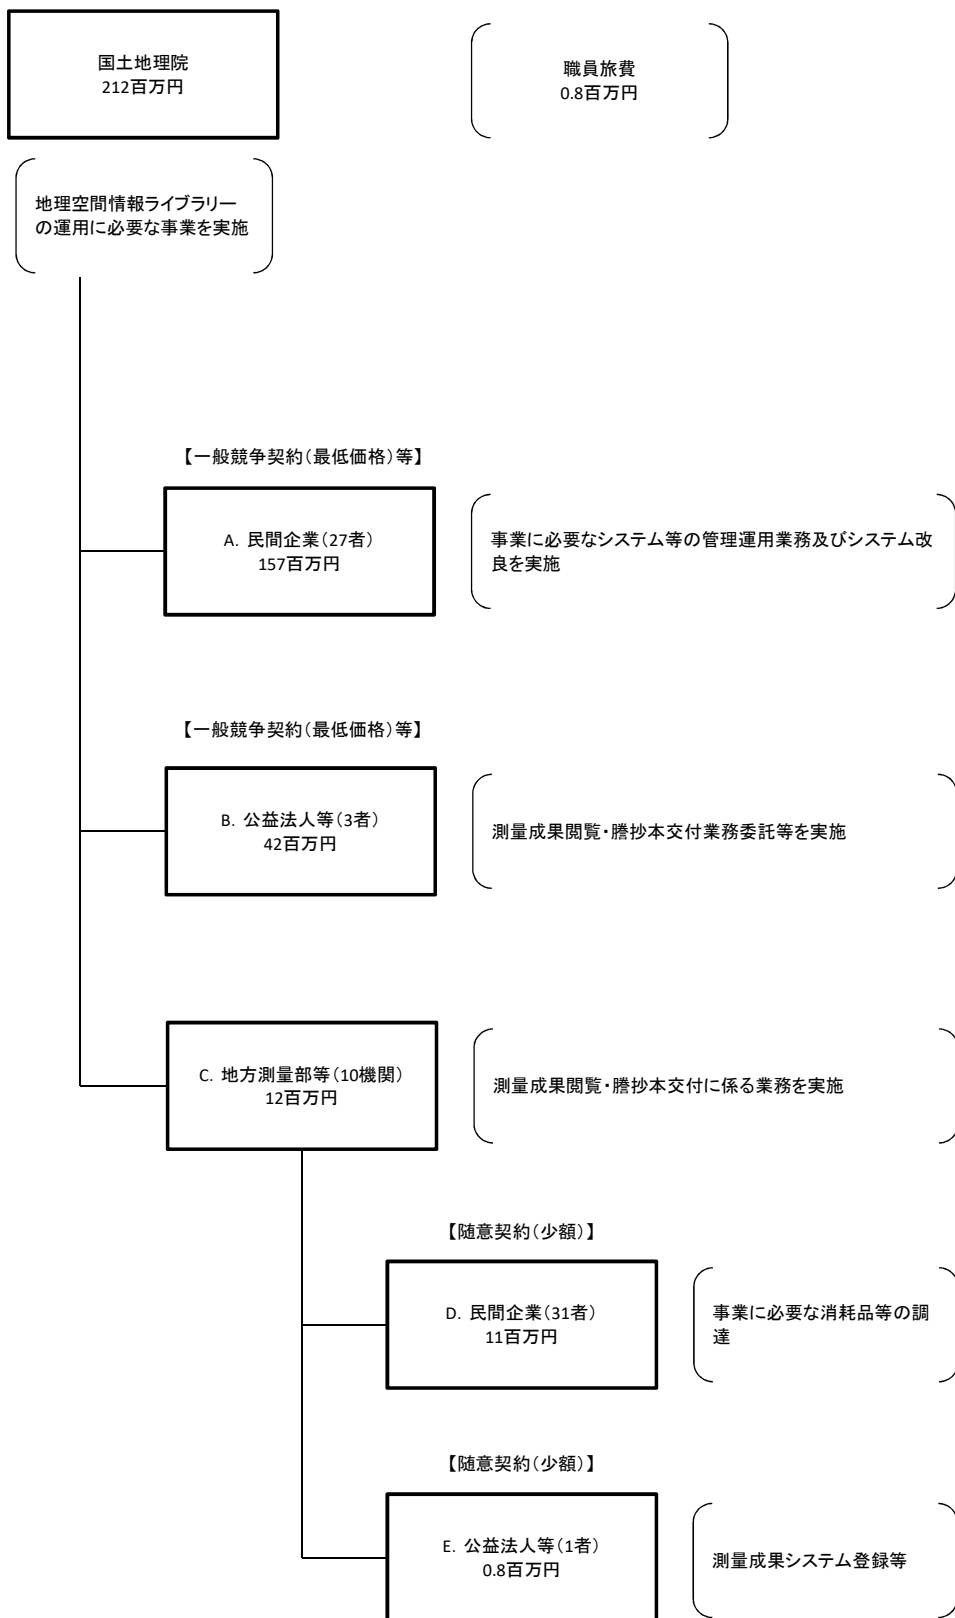 国土地理院
212百万円
職員旅費
0.8百万円
地理空間情報ライブラリー
の運用に必要な事業を実施
【一般競争契約（最低価格）等】
A. 民間企業（27者）
157百万円
事業に必要なシステム等の管理運用業務及びシステム改
良を実施
【一般競争契約（最低価格）等】
B. 公益法人等（3者）
42百万円
測量成果閲覧・謄抄本交付業務委託等を実施
C. 地方測量部等（10機関）
12百万円
測量成果閲覧・謄抄本交付に係る業務を実施
【随意契約（少額）】
D. 民間企業（31者）
11百万円
事業に必要な消耗品等の調
達
【随意契約（少額）】
E. 公益法人等（1者）
0.8百万円
測量成果システム登録等